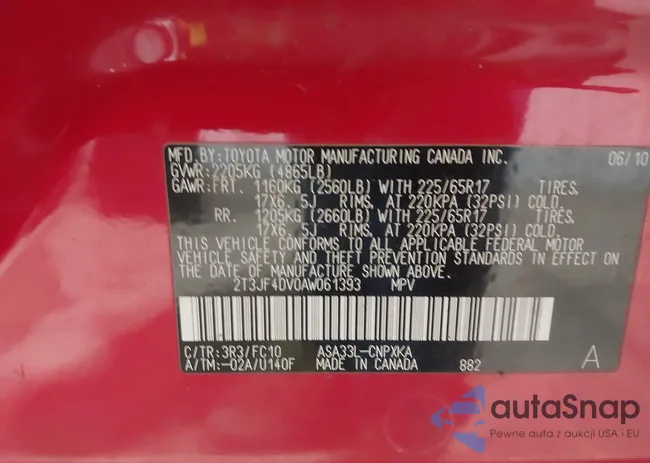 MFD.BY:TOYOTA MOTOR MANUFACTURING CANADA INC. 06/10
GVWR:2205KG (4865LB)
GAWR:FRT. 1160KG (2560LB) WITH 225/65R17 TIRES,
17X6. 5J RIMS, AT 220KPA (32PSI) COLD.
RR. 1205KG (2660LB) WITH 225/65R17 TIRES,
17X6. 5J RIMS, AT 220KPA (32PSI) COLD.
THIS VEHICLE CONFORMS TO ALL APPLICABLE FEDERAL MOTOR
VEHICLE SAFETY AND THEFT PREVENTION STANDARDS IN EFFECT
ON THE DATE OF MANUFACTURE SHOWN ABOVE.
2T3JF4DV0AW061393 MPV
C/TR:3R3/FC10 ASA33L-CNPXKA
A/TM:-02A/U140F MADE IN CANADA 882 A
autaSnap
Pewne auta z aukcji USA i EU